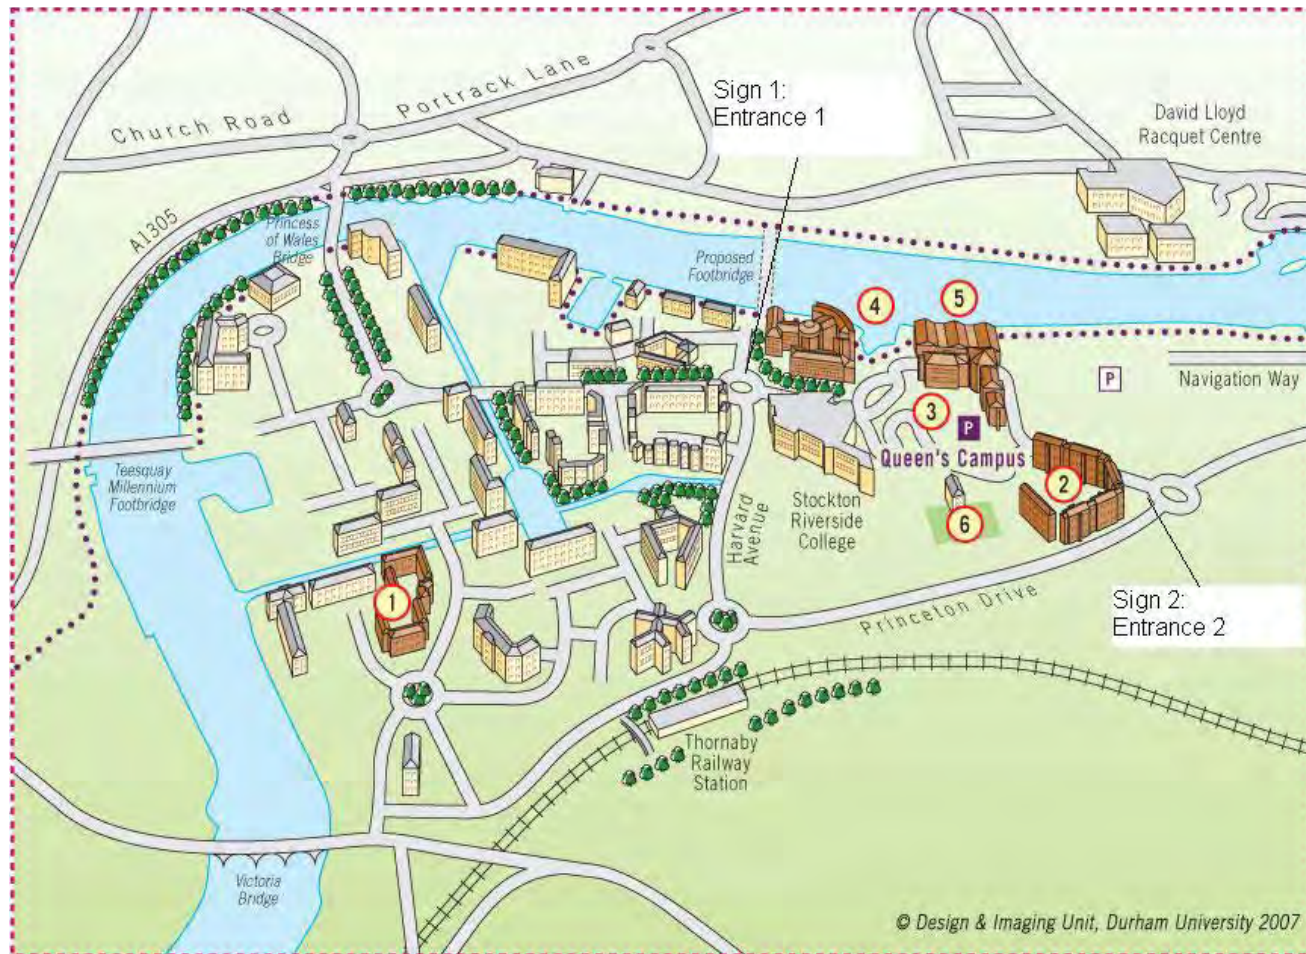 Church Road
Portrack Lane
Sign 1:
Entrance 1
David Lloyd
Racquet Centre
A1305
Princess
of Wales
Bridge
Proposed
Footbridge
4
5
P
Navigation Way
3
P
Queen's Campus
2
Teesquay
Millennium
Footbridge
Harvard
Avenue
Stockton
Riverside
College
6
1
Princeton Drive
Sign 2:
Entrance 2
Thornaby
Railway
Station
Victoria
Bridge
© Design & Imaging Unit, Durham University 2007